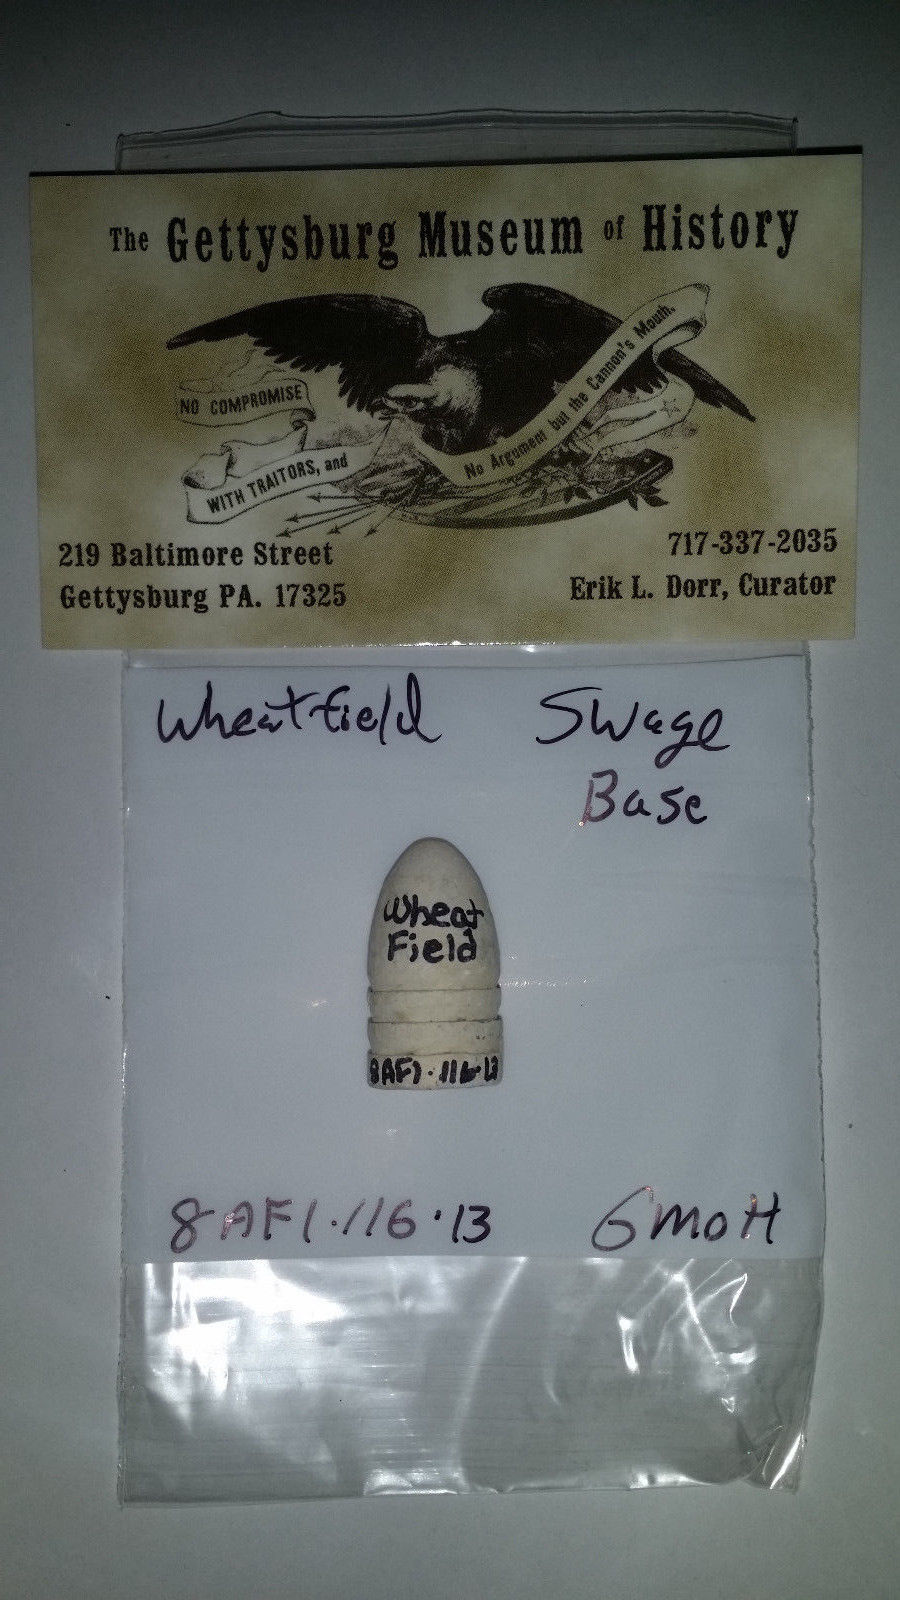 The Gettysburg Museum of History
NO COMPROMISE
WITH TRAITORS, and
No Argument but the Cannon's Mouth.
219 Baltimore Street
Gettysburg PA. 17325
717-337-2035
Erik L. Dorr, Curator
Wheatfield
Swage
Base
Wheat
Field
8AF1·116·13
8AF1·116·13
GMOH